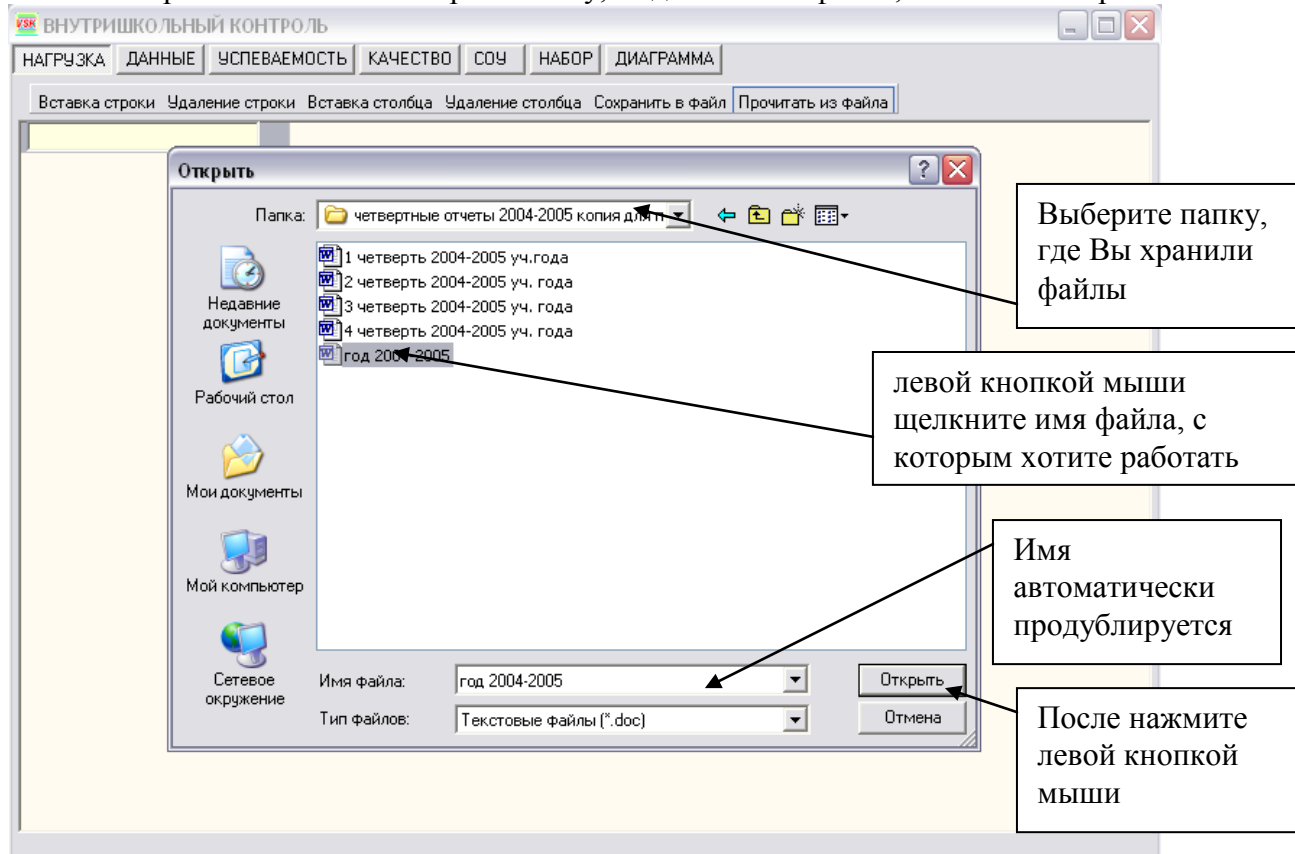 VSK ВНУТРИШКОЛЬНЫЙ КОНТРОЛЬ
НАГРУЗКА ДАННЫЕ УСПЕВАЕМОСТЬ КАЧЕСТВО СОУ НАБОР ДИАГРАММА
Вставка строки Удаление строки Вставка столбца Удаление столбца Сохранить в файл Прочитать из файла
Открыть
Папка: четвертные отчеты 2004-2005 копия для п
Выберите папку,
где Вы хранили
файлы
1 четверть 2004-2005 уч.года
2 четверть 2004-2005 уч. года
3 четверть 2004-2005 уч. года
4 четверть 2004-2005 уч. года
год 2004-2005
Недавние
документы
Рабочий стол
Мои документы
Мой компьютер
Сетевое
окружение
левой кнопкой мыши
щелкните имя файла, с
которым хотите работать
Имя
автоматически
продублируется
Имя файла: год 2004-2005 Открыть
Тип файлов: Текстовые файлы (*.doc) Отмена
После нажмите
левой кнопкой
мыши